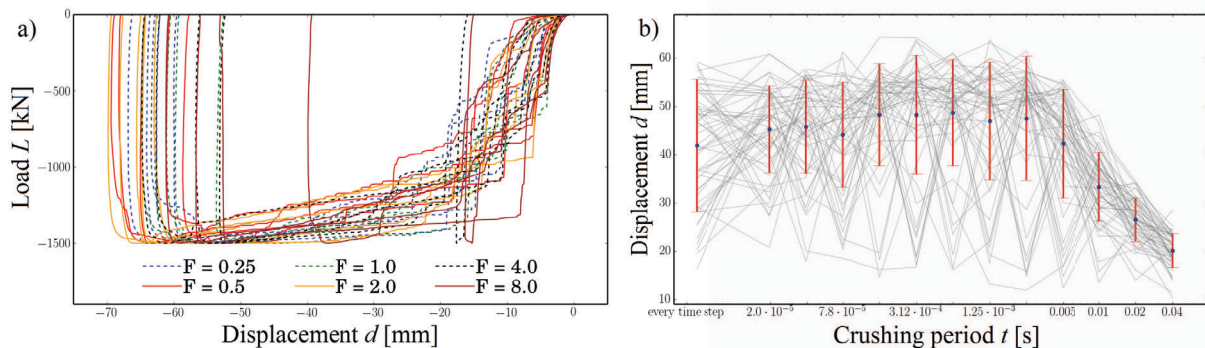 a)
Load L [kN]
0
−500
−1000
−1500
F = 0.25
F = 1.0
F = 4.0
F = 0.5
F = 2.0
F = 8.0
−70 −60 −50 −40 −30 −20 −10 0
Displacement d [mm]
b)
Displacement d [mm]
60
50
40
30
20
10
every time step 2.0 · 10⁻⁵ 7.8 · 10⁻⁵ 3.12 · 10⁻⁴ 1.25 · 10⁻³ 0.005 0.01 0.02 0.04
Crushing period t [s]